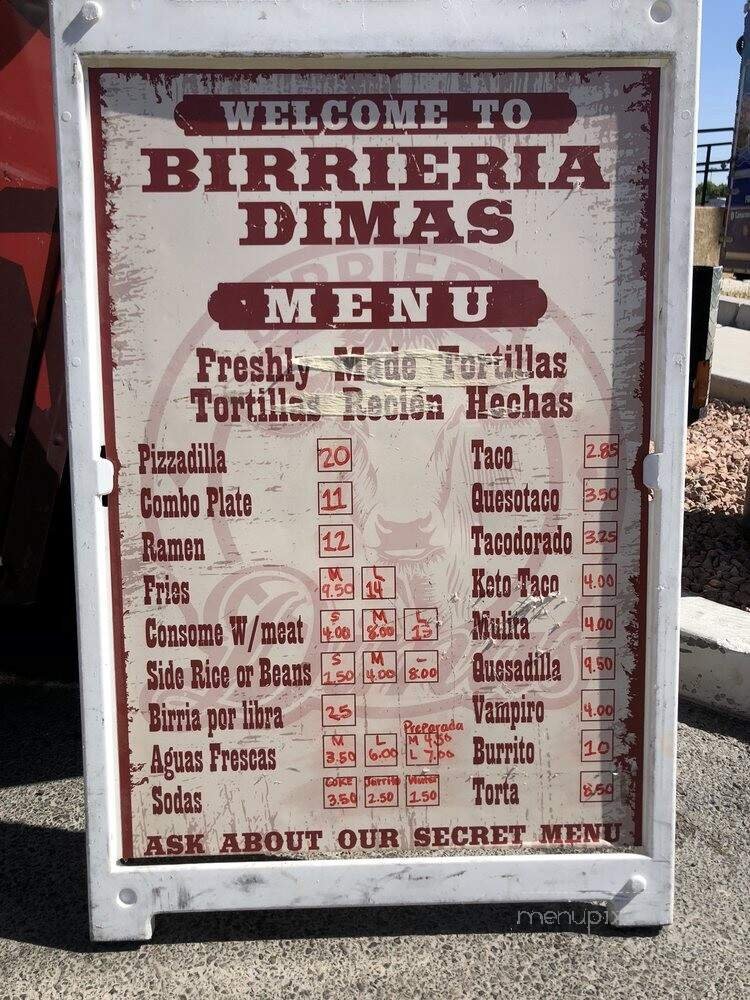 WELCOME TO
BIRRIERIA
DIMAS
MENU
Freshly Made Tortillas
Tortillas Recién Hechas
Pizzadilla 20
Combo Plate 11
Ramen 12
Fries M 9.50 L 14
Consome W/meat S 4.00 M 8.00 L 13
Side Rice or Beans S 1.50 M 4.00 L 8.00
Birria por libra 25
Aguas Frescas M 3.50 L 6.00 Preparada M 4.50 L 7.00
Sodas COKE 3.50 Jarrito 2.50 Water 1.50
Taco 2.85
Quesotaco 3.50
Tacodorado 3.25
Keto Taco 4.00
Mulita 4.00
Quesadilla 9.50
Vampiro 4.00
Burrito 10
Torta 8.50
ASK ABOUT OUR SECRET MENU
menupix